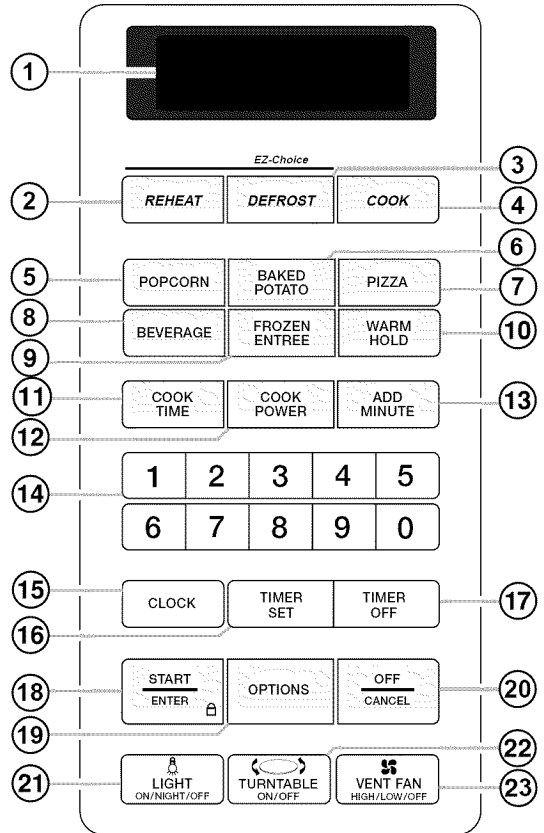 1
EZ-Choice
3
2
REHEAT
DEFROST
COOK
4
6
5
POPCORN
BAKED
POTATO
PIZZA
7
8
BEVERAGE
FROZEN
ENTREE
WARM
HOLD
10
9
11
COOK
TIME
COOK
POWER
ADD
MINUTE
13
12
14
1 2 3 4 5
6 7 8 9 0
15
CLOCK
TIMER
SET
TIMER
OFF
17
16
18
START
ENTER
OPTIONS
OFF
CANCEL
20
19
22
21
LIGHT
ON/NIGHT/OFF
TURNTABLE
ON/OFF
VENT FAN
HIGH/LOW/OFF
23